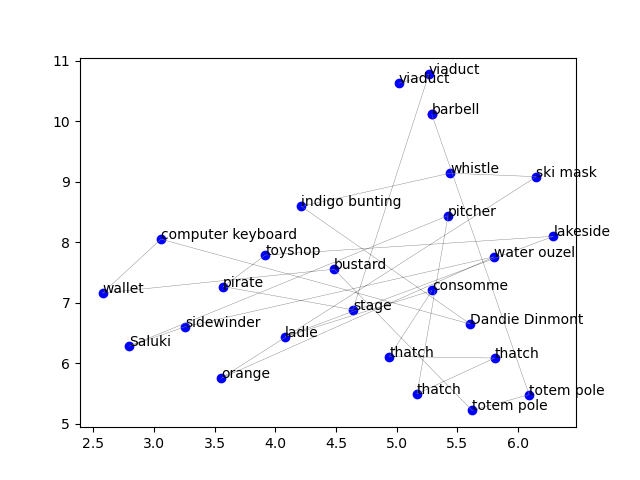 11
viaduct
viaduct
barbell
10
whistle
ski mask
9
indigo bunting
pitcher
computer keyboard
lakeside
8
toyshop
water ouzel
bustard
pirate
consomme
wallet
7
stage
sidewinder
Dandie Dinmont
ladle
Saluki
thatch
thatch
6
orange
thatch
totem pole
totem pole
5
2.5 3.0 3.5 4.0 4.5 5.0 5.5 6.0